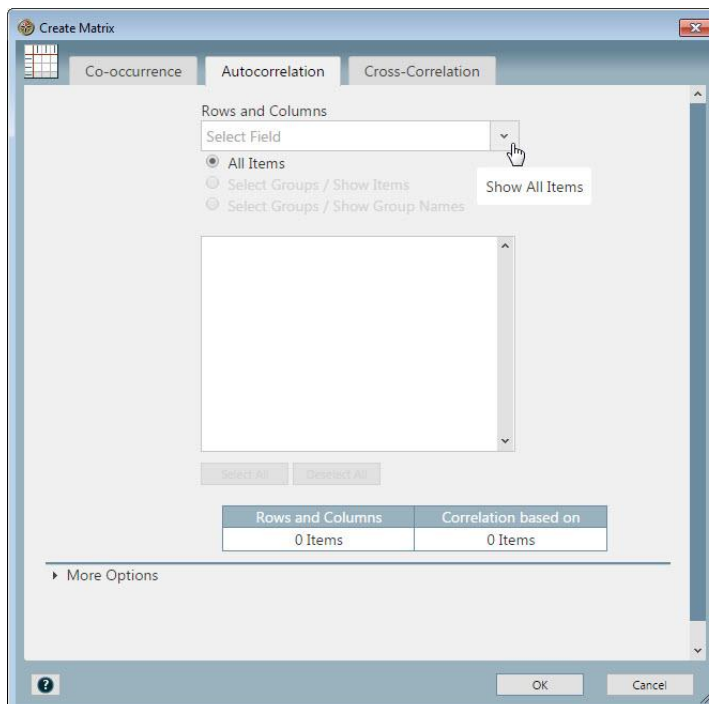 Create Matrix
Co-occurrence Autocorrelation Cross-Correlation
Rows and Columns
Select Field
All Items
Select Groups / Show Items
Show All Items
Select Groups / Show Group Names
Select All Deselect All
Rows and Columns Correlation based on
0 Items 0 Items
More Options
? OK Cancel